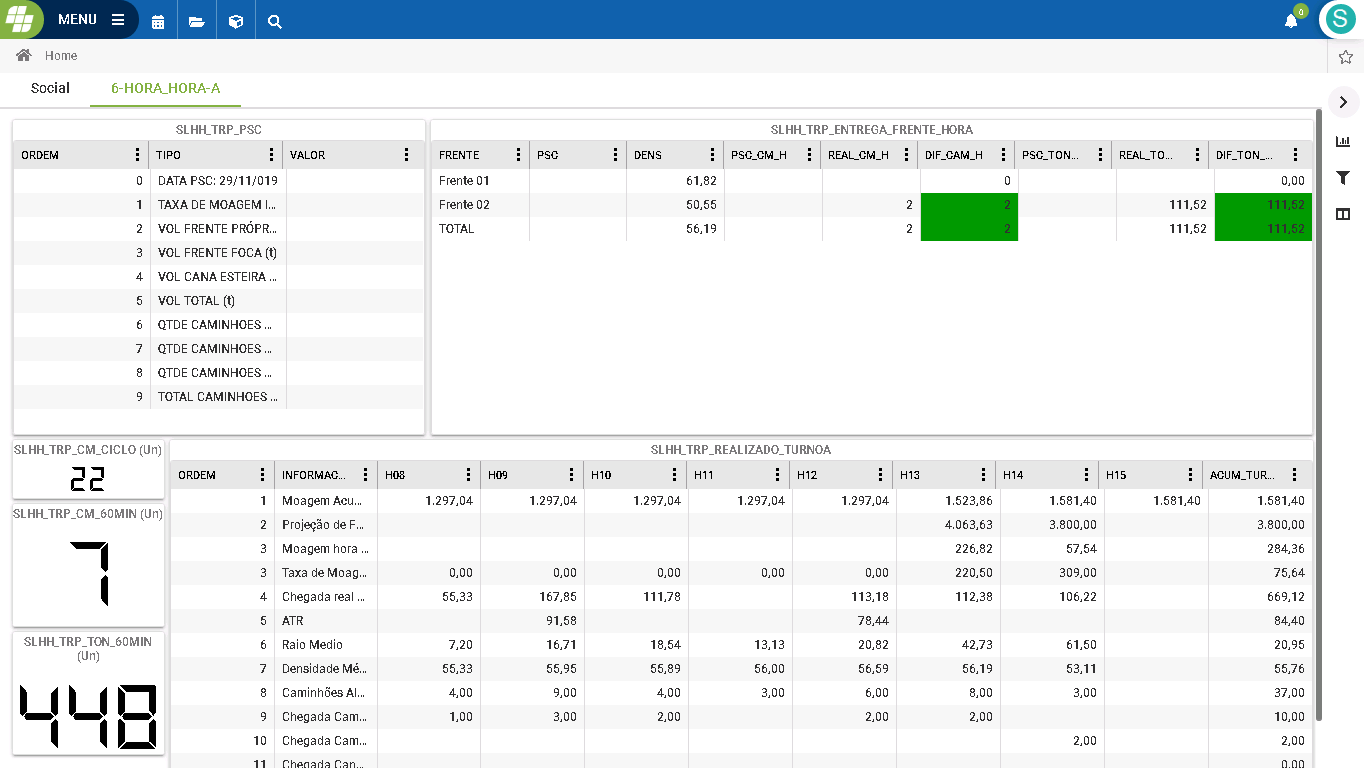 MENU
0
S
Home
Social 6-HORA_HORA-A
SLHH_TRP_PSC
ORDEM TIPO VALOR
0 DATA PSC: 29/11/019
1 TAXA DE MOAGEM I...
2 VOL FRENTE PRÓPR...
3 VOL FRENTE FOCA (t)
4 VOL CANA ESTEIRA ...
5 VOL TOTAL (t)
6 QTDE CAMINHOES ...
7 QTDE CAMINHOES ...
8 QTDE CAMINHOES ...
9 TOTAL CAMINHOES ...
SLHH_TRP_ENTREGA_FRENTE_HORA
FRENTE PSC DENS PSC_CM_H REAL_CM_H DIF_CAM_H PSC_TON... REAL_TO... DIF_TON_...
Frente 01 61,82 0 0,00
Frente 02 50,55 2 2 111,52 111,52
TOTAL 56,19 2 2 111,52 111,52
SLHH_TRP_CM_CICLO (Un)
22
SLHH_TRP_CM_60MIN (Un)
7
SLHH_TRP_TON_60MIN
(Un)
448
SLHH_TRP_REALIZADO_TURNOA
ORDEM INFORMAC... H08 H09 H10 H11 H12 H13 H14 H15 ACUM_TUR...
1 Moagem Acu... 1.297,04 1.297,04 1.297,04 1.297,04 1.297,04 1.523,86 1.581,40 1.581,40 1.581,40
2 Projeção de F... 4.063,63 3.800,00 3.800,00
3 Moagem hora ... 226,82 57,54 284,36
3 Taxa de Moag... 0,00 0,00 0,00 0,00 0,00 220,50 309,00 75,64
4 Chegada real ... 55,33 167,85 111,78 113,18 112,38 106,22 669,12
5 ATR 91,58 78,44 84,40
6 Raio Medio 7,20 16,71 18,54 13,13 20,82 42,73 61,50 20,95
7 Densidade Mé... 55,33 55,95 55,89 56,00 56,59 56,19 53,11 55,76
8 Caminhões Al... 4,00 9,00 4,00 3,00 6,00 8,00 3,00 37,00
9 Chegada Cam... 1,00 3,00 2,00 2,00 2,00 10,00
10 Chegada Cam... 2,00 2,00
11 Chegada Can... 0,00